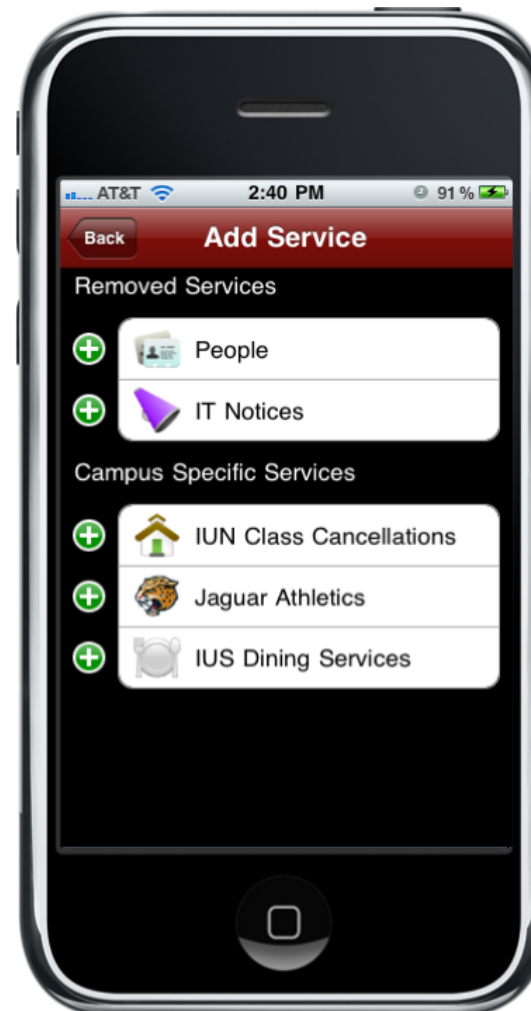 AT&T 2:40 PM 91%
Back Add Service
Removed Services
People
IT Notices
Campus Specific Services
IUN Class Cancellations
Jaguar Athletics
IUS Dining Services